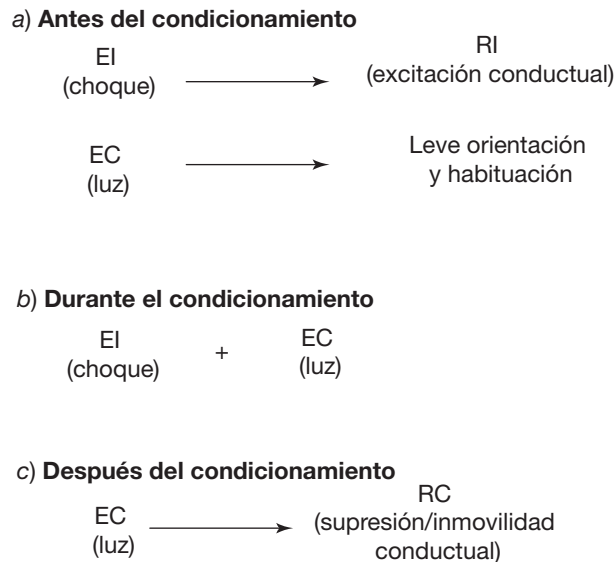 a) Antes del condicionamiento
EI
(choque)
RI
(excitación conductual)
EC
(luz)
Leve orientación
y habituación
b) Durante el condicionamiento
EI
(choque)
+
EC
(luz)
c) Después del condicionamiento
EC
(luz)
RC
(supresión/inmovilidad
conductual)